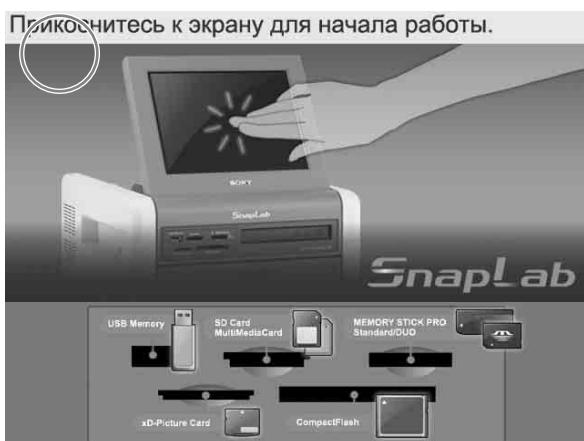 Прикоснитесь к экрану для начала работы.
SONY
SnapLab
SnapLab
USB Memory
SD Card
MultiMediaCard
MEMORY STICK PRO
Standard/DUO
xD-Picture Card
CompactFlash